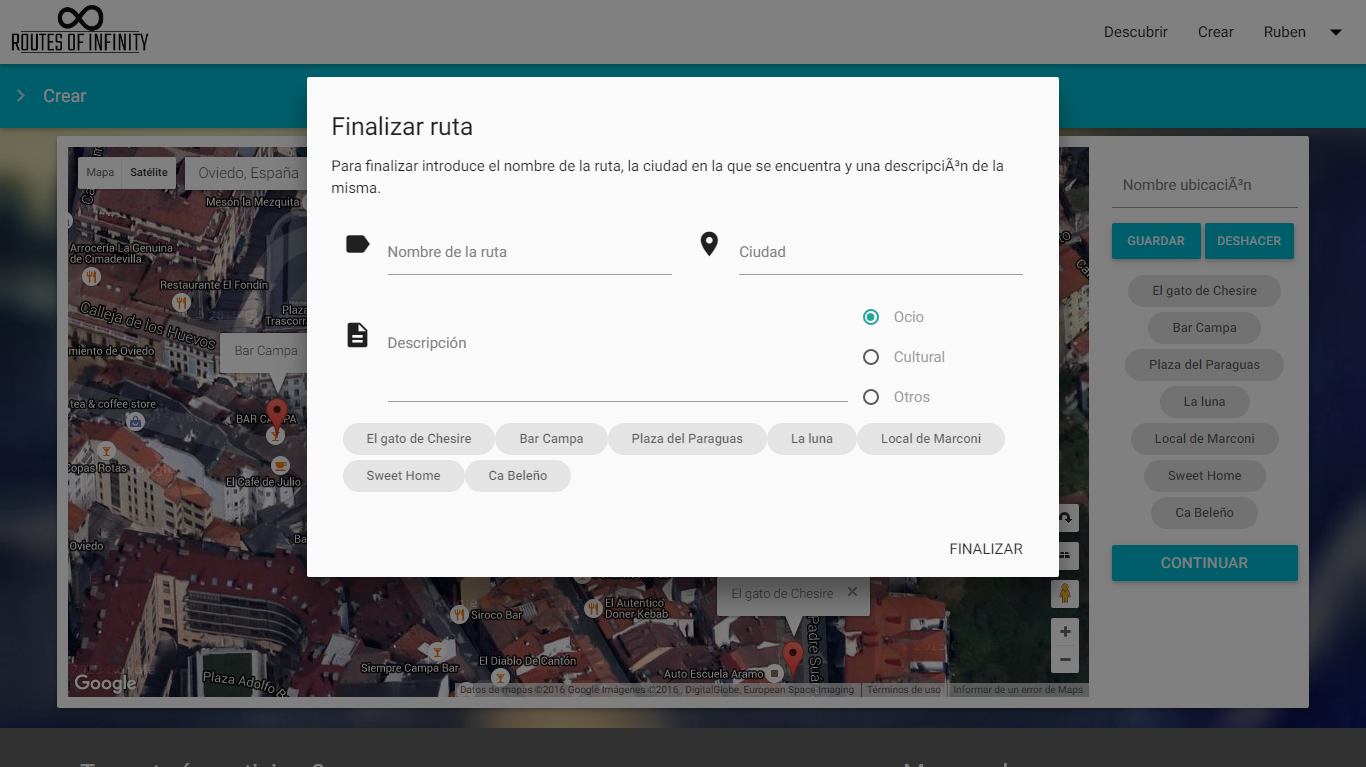 ROUTES OF INFINITY
Descubrir
Crear
Ruben
Crear
Mapa
Satélite
Oviedo, España
Mesón la Mezquita
Arrocería La Genuina
de Cimadevilla
Restaurante El Fondín
Calleja de los Huevos
Plaza
Trascorr
miento de Oviedo
Bar Campa
tea & coffee store
BAR CAMPA
Copas Rotas
El Café de Julio
Ba
Oviedo
Finalizar ruta
Para finalizar introduce el nombre de la ruta, la ciudad en la que se encuentra y una descripciÃ³n de la
misma.
Nombre de la ruta
Ciudad
Descripción
Ocio
Cultural
Otros
El gato de Chesire
Bar Campa
Plaza del Paraguas
La luna
Local de Marconi
Sweet Home
Ca Beleño
FINALIZAR
Nombre ubicaciÃ³n
GUARDAR
DESHACER
El gato de Chesire
Bar Campa
Plaza del Paraguas
La luna
Local de Marconi
Sweet Home
Ca Beleño
CONTINUAR
El gato de Chesire
Siroco Bar
El Autentico
Doner Kebab
Siempre Campa Bar
El Diablo De Cantón
Auto Escuela Aramo
Padre Suá
Plaza Adolfo
Google
Datos de mapas ©2016 Google Imágenes ©2016 , DigitalGlobe, European Space Imaging
Términos de uso
Informar de un error de Maps